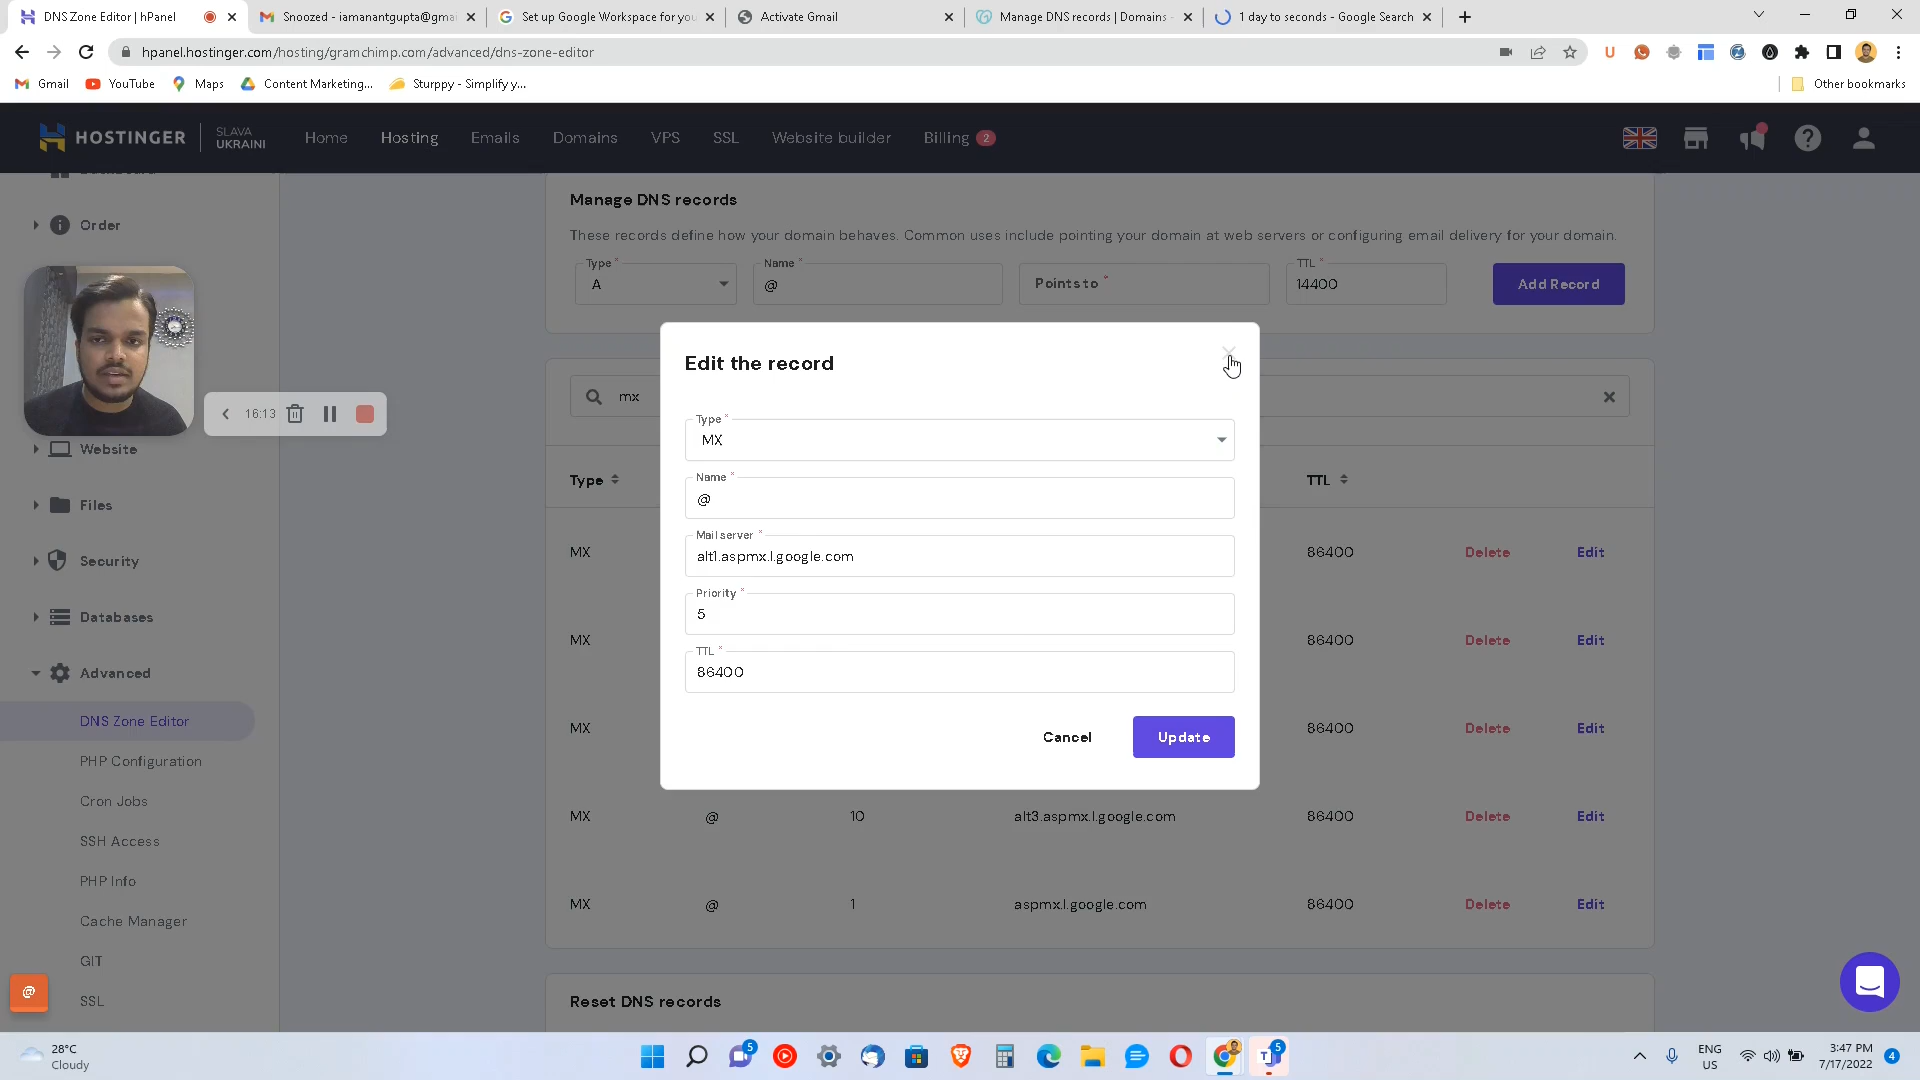 DNS Zone Editor | hPanel
Snoozed - iamanantgupta@gmai
Set up Google Workspace for you
Activate Gmail
Manage DNS records | Domains -
1 day to seconds - Google Search
hpanel.hostinger.com/hosting/gramchimp.com/advanced/dns-zone-editor
Gmail
YouTube
Maps
Content Marketing...
Sturppy - Simplify y...
Other bookmarks
HOSTINGER
SLAVA UKRAINI
Home
Hosting
Emails
Domains
VPS
SSL
Website builder
Billing 2
Manage DNS records
Order
These records define how your domain behaves. Common uses include pointing your domain at web servers or configuring email delivery for your domain.
Type *
A
Name *
@
Points to *
TTL *
14400
Add Record
Edit the record
mx
16:13
Type *
MX
Website
Name *
@
Type
TTL
Files
Mail server *
alt1.aspmx.l.google.com
MX
86400
Delete
Edit
Security
Priority *
5
Databases
MX
86400
Delete
Edit
TTL *
86400
Advanced
DNS Zone Editor
MX
86400
Delete
Edit
Cancel
Update
PHP Configuration
Cron Jobs
MX
@
10
alt3.aspmx.l.google.com
86400
Delete
Edit
SSH Access
PHP Info
MX
@
1
aspmx.l.google.com
86400
Delete
Edit
Cache Manager
GIT
@
SSL
Reset DNS records
28°C
Cloudy
5
5
ENG
US
3:47 PM
7/17/2022
4